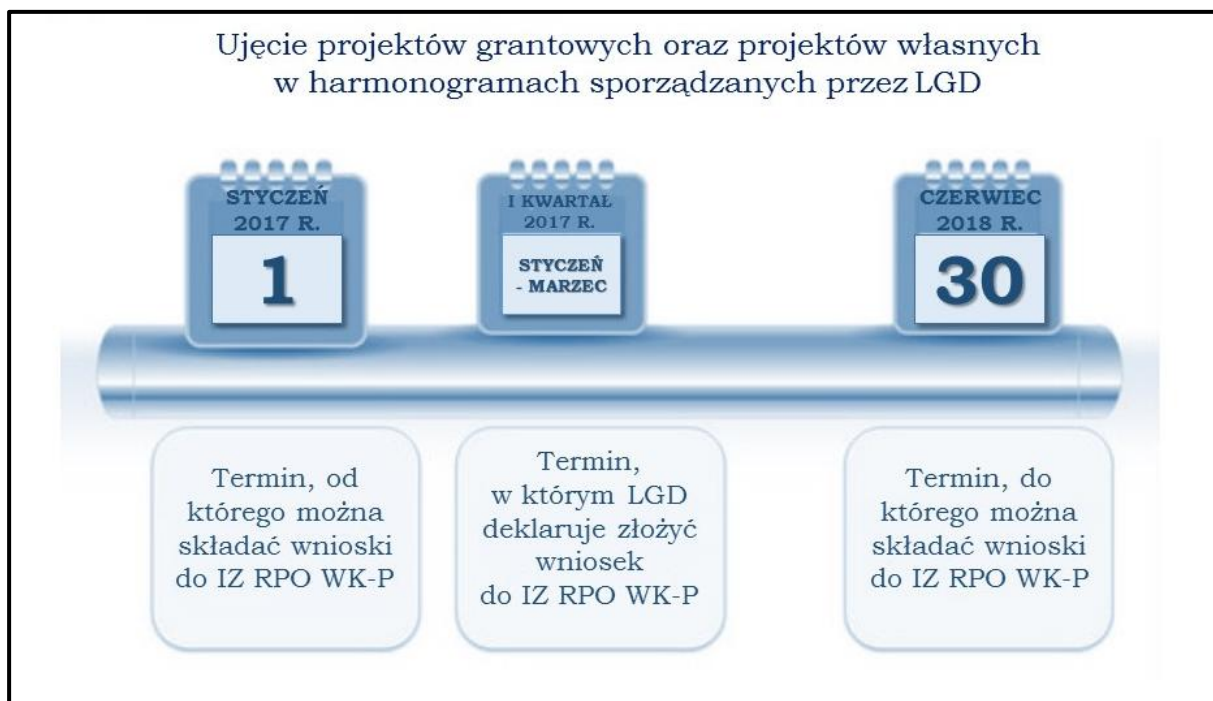 Ujęcie projektów grantowych oraz projektów własnych
w harmonogramach sporządzanych przez LGD
STYCZEŃ
2017 R.
1
I KWARTAŁ
2017 R.
STYCZEŃ
- MARZEC
CZERWIEC
2018 R.
30
Termin, od
którego można
składać wnioski
do IZ RPO WK-P
Termin,
w którym LGD
deklaruje złożyć
wniosek
do IZ RPO WK-P
Termin, do
którego można
składać wnioski
do IZ RPO WK-P